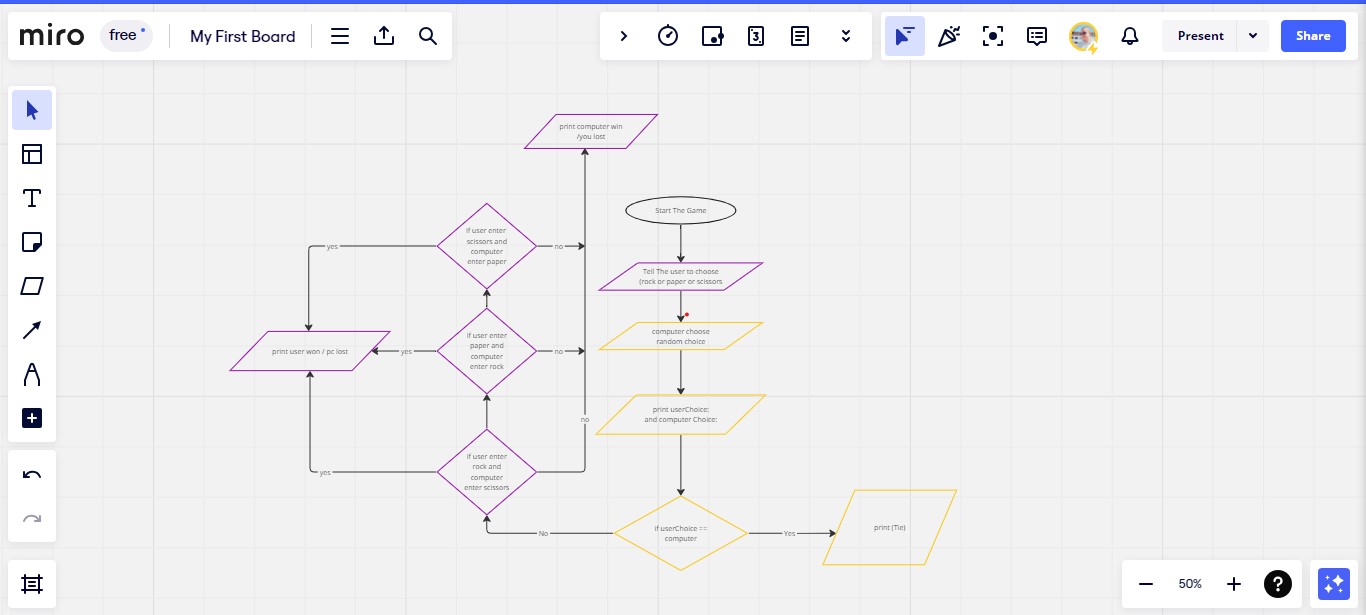 miro
free
My First Board
3
Present
Share
print computer win
/you lost
Start The Game
if user enter
scissors and
computer
enter paper
yes
no
Tell The user to choose
(rock or paper or scissors
computer choose
random choice
if user enter
paper and
computer
enter rock
yes
no
print user won / pc lost
print userChoice:
and computer Choice:
no
if user enter
rock and
computer
enter scissors
yes
if userChoice ==
computer
No
Yes
print (Tie)
50%
?